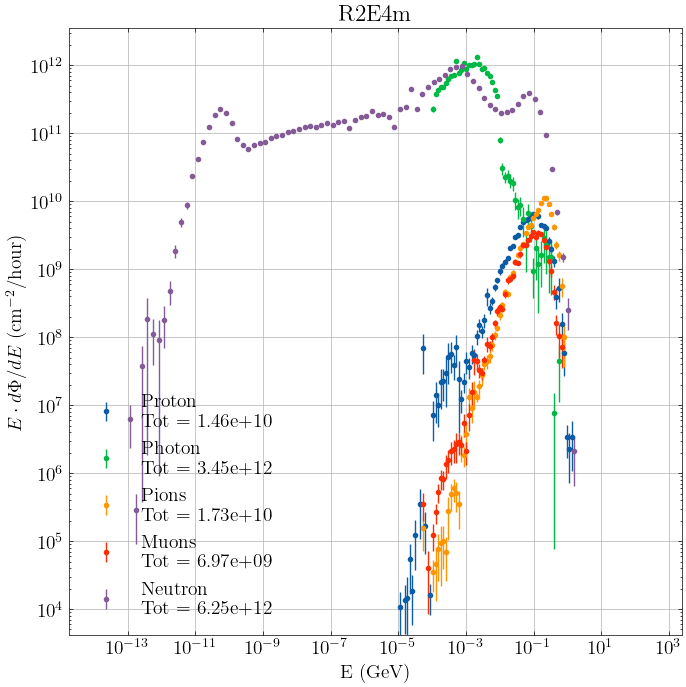 R2E4m
10^12
10^11
10^10
10^9
10^8
10^7
10^6
10^5
10^4
E · dΦ/dE (cm^−2/hour)
Proton
Tot = 1.46e+10
Photon
Tot = 3.45e+12
Pions
Tot = 1.73e+10
Muons
Tot = 6.97e+09
Neutron
Tot = 6.25e+12
10^−13 10^−11 10^−9 10^−7 10^−5 10^−3 10^−1 10^1 10^3
E (GeV)